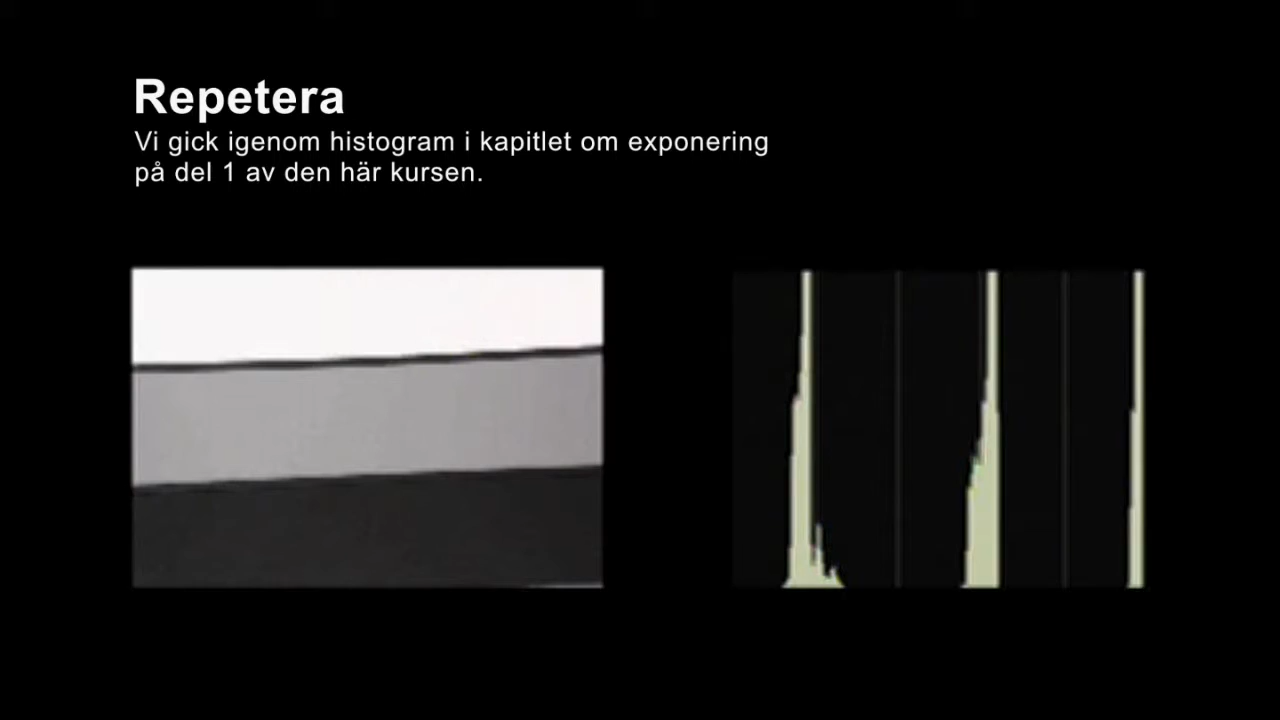 Repetera
Vi gick igenom histogram i kapitlet om exponering
på del 1 av den här kursen.